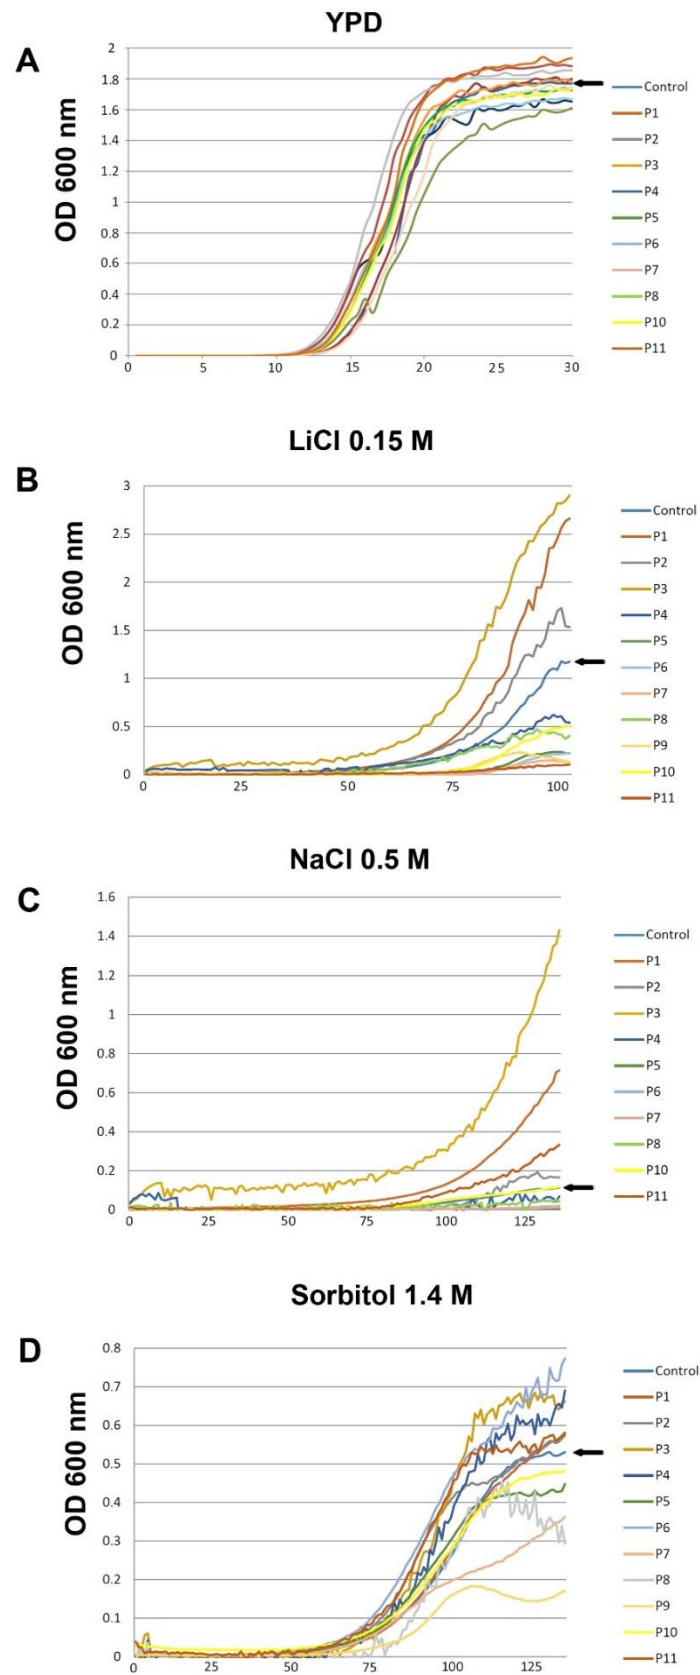 YPD
A
OD 600 nm
2
1.8
1.6
1.4
1.2
1
0.8
0.6
0.4
0.2
0
0 5 10 15 20 25 30
Control
P1
P2
P3
P4
P5
P6
P7
P8
P10
P11
LiCl 0.15 M
B
OD 600 nm
3
2.5
2
1.5
1
0.5
0
0 25 50 75 100
Control
P1
P2
P3
P4
P5
P6
P7
P8
P9
P10
P11
NaCl 0.5 M
C
OD 600 nm
1.6
1.4
1.2
1
0.8
0.6
0.4
0.2
0
0 25 50 75 100 125
Control
P1
P2
P3
P4
P5
P6
P7
P8
P10
P11
Sorbitol 1.4 M
D
OD 600 nm
0.8
0.7
0.6
0.5
0.4
0.3
0.2
0.1
0
0 25 50 75 100 125
Control
P1
P2
P3
P4
P5
P6
P7
P8
P9
P10
P11